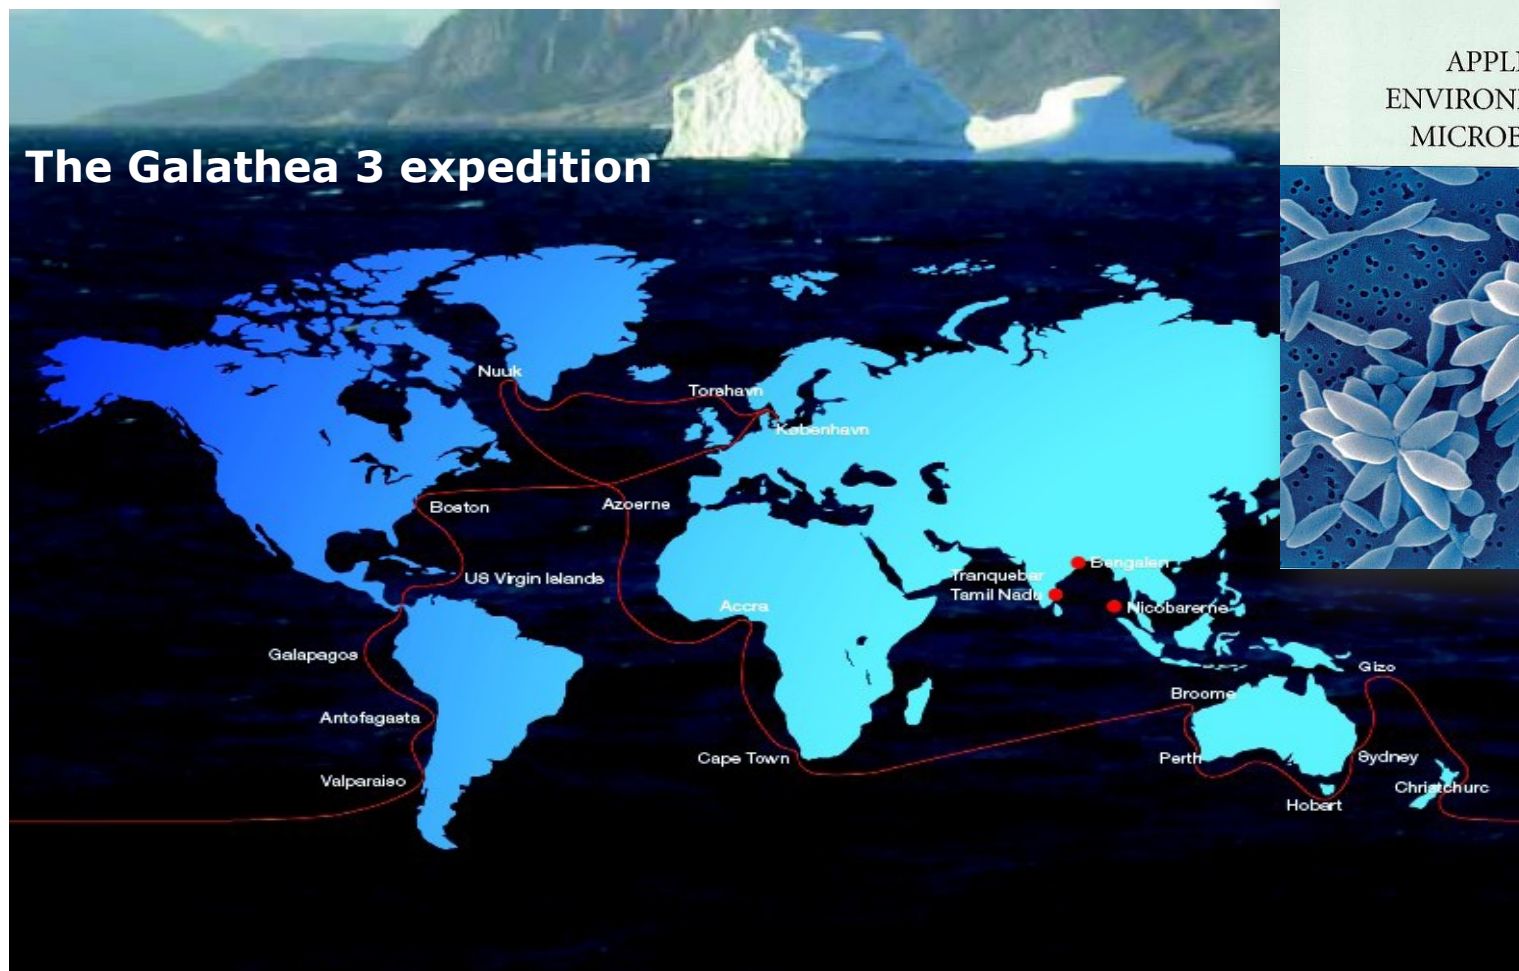 APPLI
ENVIRON
MICROB
The Galathea 3 expedition
Nuuk
Torshavn
København
Boston
Azoerne
US Virgin Islands
Bengalen
Tranquebar
Tamil Nadu
Nicobarerne
Accra
Galapagos
Gizo
Broome
Antofagasta
Cape Town
Perth
Sydney
Valparaiso
Christchurc
Hobart